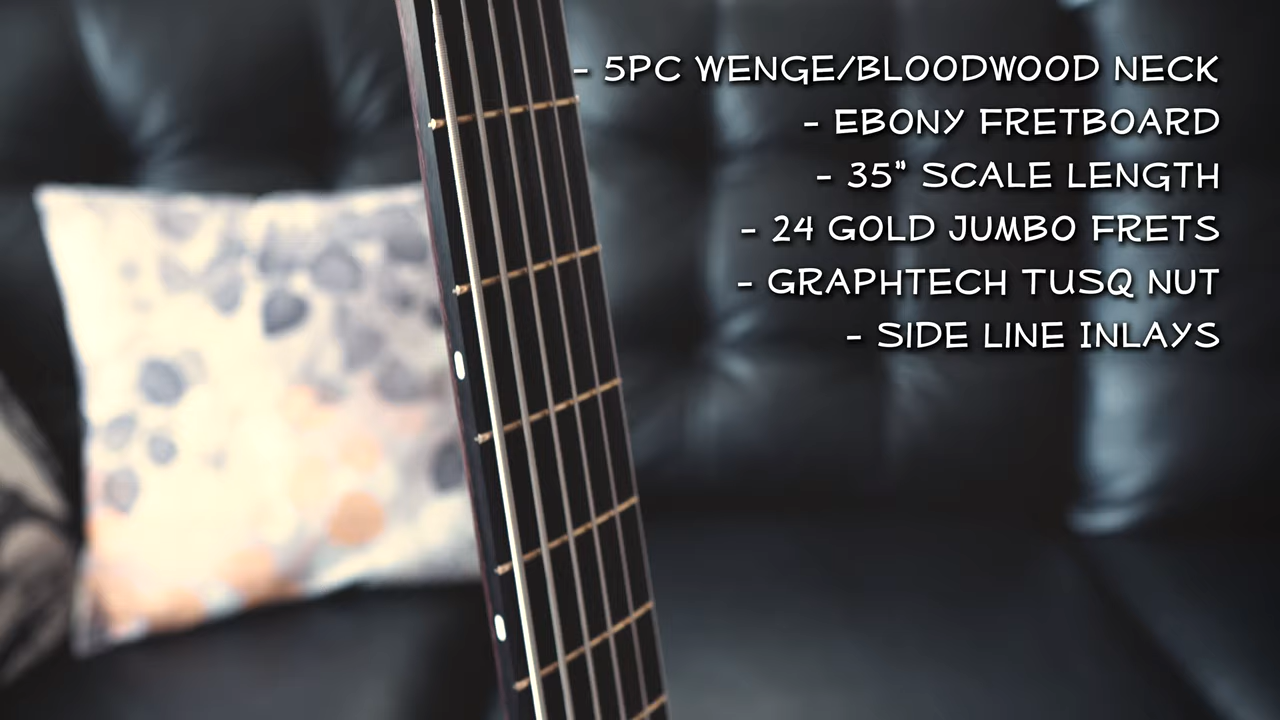 - 5PC WENGE/BLOODWOOD NECK
- EBONY FRETBOARD
- 35" SCALE LENGTH
- 24 GOLD JUMBO FRETS
- GRAPHTECH TUSQ NUT
- SIDE LINE INLAYS